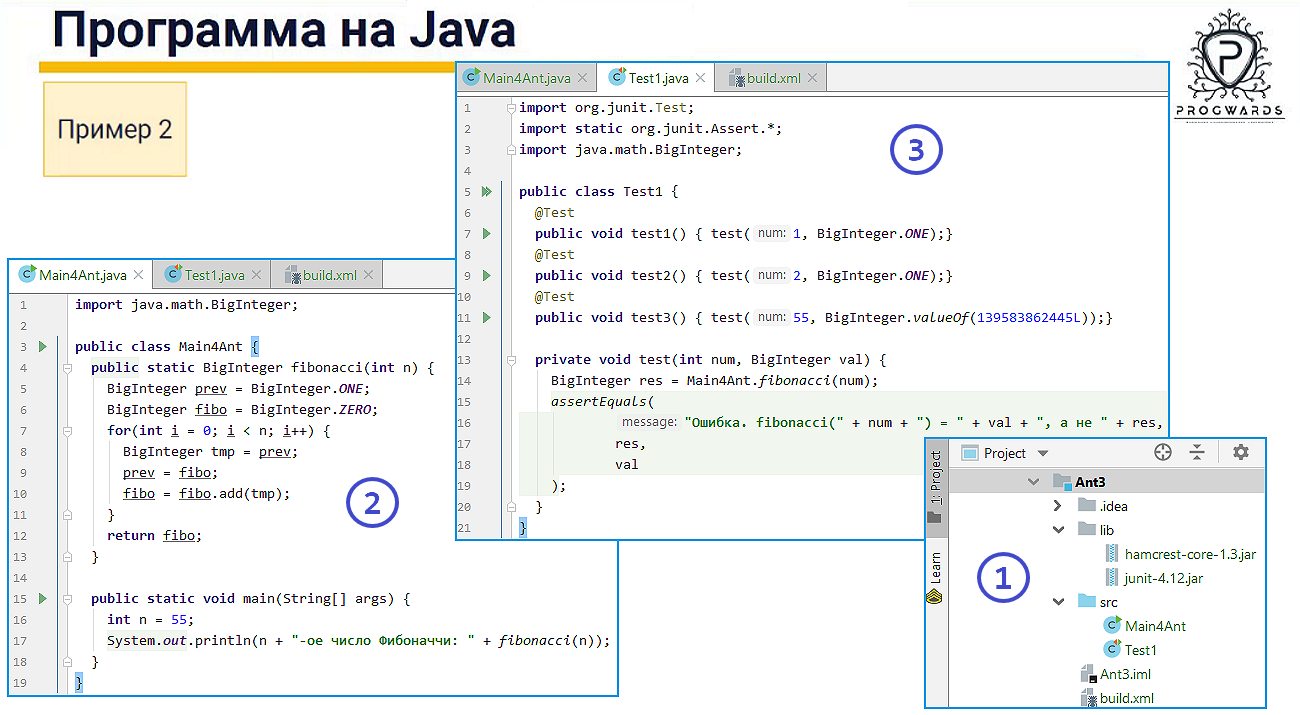 Программа на Java
PROGWARDS
Пример 2
Main4Ant.java Test1.java build.xml
1 import org.junit.Test;
2 import static org.junit.Assert.*;
3 import java.math.BigInteger;
4
5 public class Test1 {
6 @Test
7 public void test1() { test( num: 1, BigInteger.ONE);}
8 @Test
9 public void test2() { test( num: 2, BigInteger.ONE);}
10 @Test
11 public void test3() { test( num: 55, BigInteger.valueOf(139583862445L));}
12
13 private void test(int num, BigInteger val) {
14 BigInteger res = Main4Ant.fibonacci(num);
15 assertEquals(
16 message: "Ошибка. fibonacci(" + num + ") = " + val + ", а не " + res,
17 res,
18 val
19 );
20 }
21 }
3
Main4Ant.java Test1.java build.xml
1 import java.math.BigInteger;
2
3 public class Main4Ant {
4 public static BigInteger fibonacci(int n) {
5 BigInteger prev = BigInteger.ONE;
6 BigInteger fibo = BigInteger.ZERO;
7 for(int i = 0; i < n; i++) {
8 BigInteger tmp = prev;
9 prev = fibo;
10 fibo = fibo.add(tmp);
11 }
12 return fibo;
13 }
14
15 public static void main(String[] args) {
16 int n = 55;
17 System.out.println(n + "-ое число Фибоначчи: " + fibonacci(n));
18 }
19 }
2
1: Project
Learn
Project
Ant3
.idea
lib
hamcrest-core-1.3.jar
junit-4.12.jar
src
Main4Ant
Test1
Ant3.iml
build.xml
1